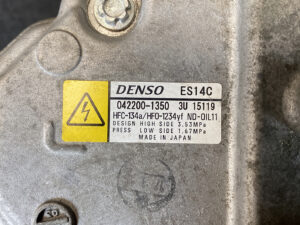 DENSO ES14C
042200-1350 3U 15119
HFC-134a/HFO-1234yf ND-OIL11
DESIGN HIGH SIDE 3.53MPa
PRESS LOW SIDE 1.67MPa
MADE IN JAPAN